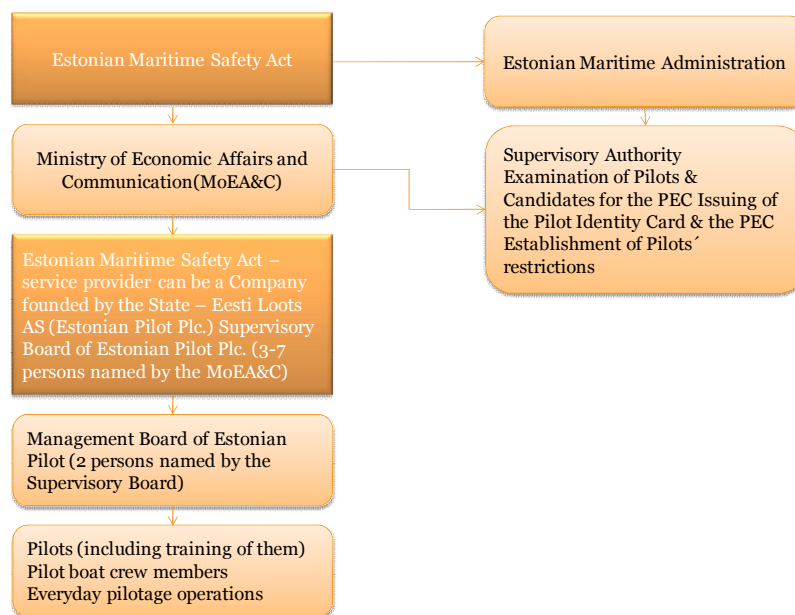 Estonian Maritime Safety Act
Estonian Maritime Administration
Ministry of Economic Affairs and
Communication(MoEA&C)
Supervisory Authority
Examination of Pilots &
Candidates for the PEC Issuing of
the Pilot Identity Card & the PEC
Establishment of Pilots´
restrictions
Estonian Maritime Safety Act –
service provider can be a Company
founded by the State – Eesti Loots
AS (Estonian Pilot Plc.) Supervisory
Board of Estonian Pilot Plc. (3-7
persons named by the MoEA&C)
Management Board of Estonian
Pilot (2 persons named by the
Supervisory Board)
Pilots (including training of them)
Pilot boat crew members
Everyday pilotage operations